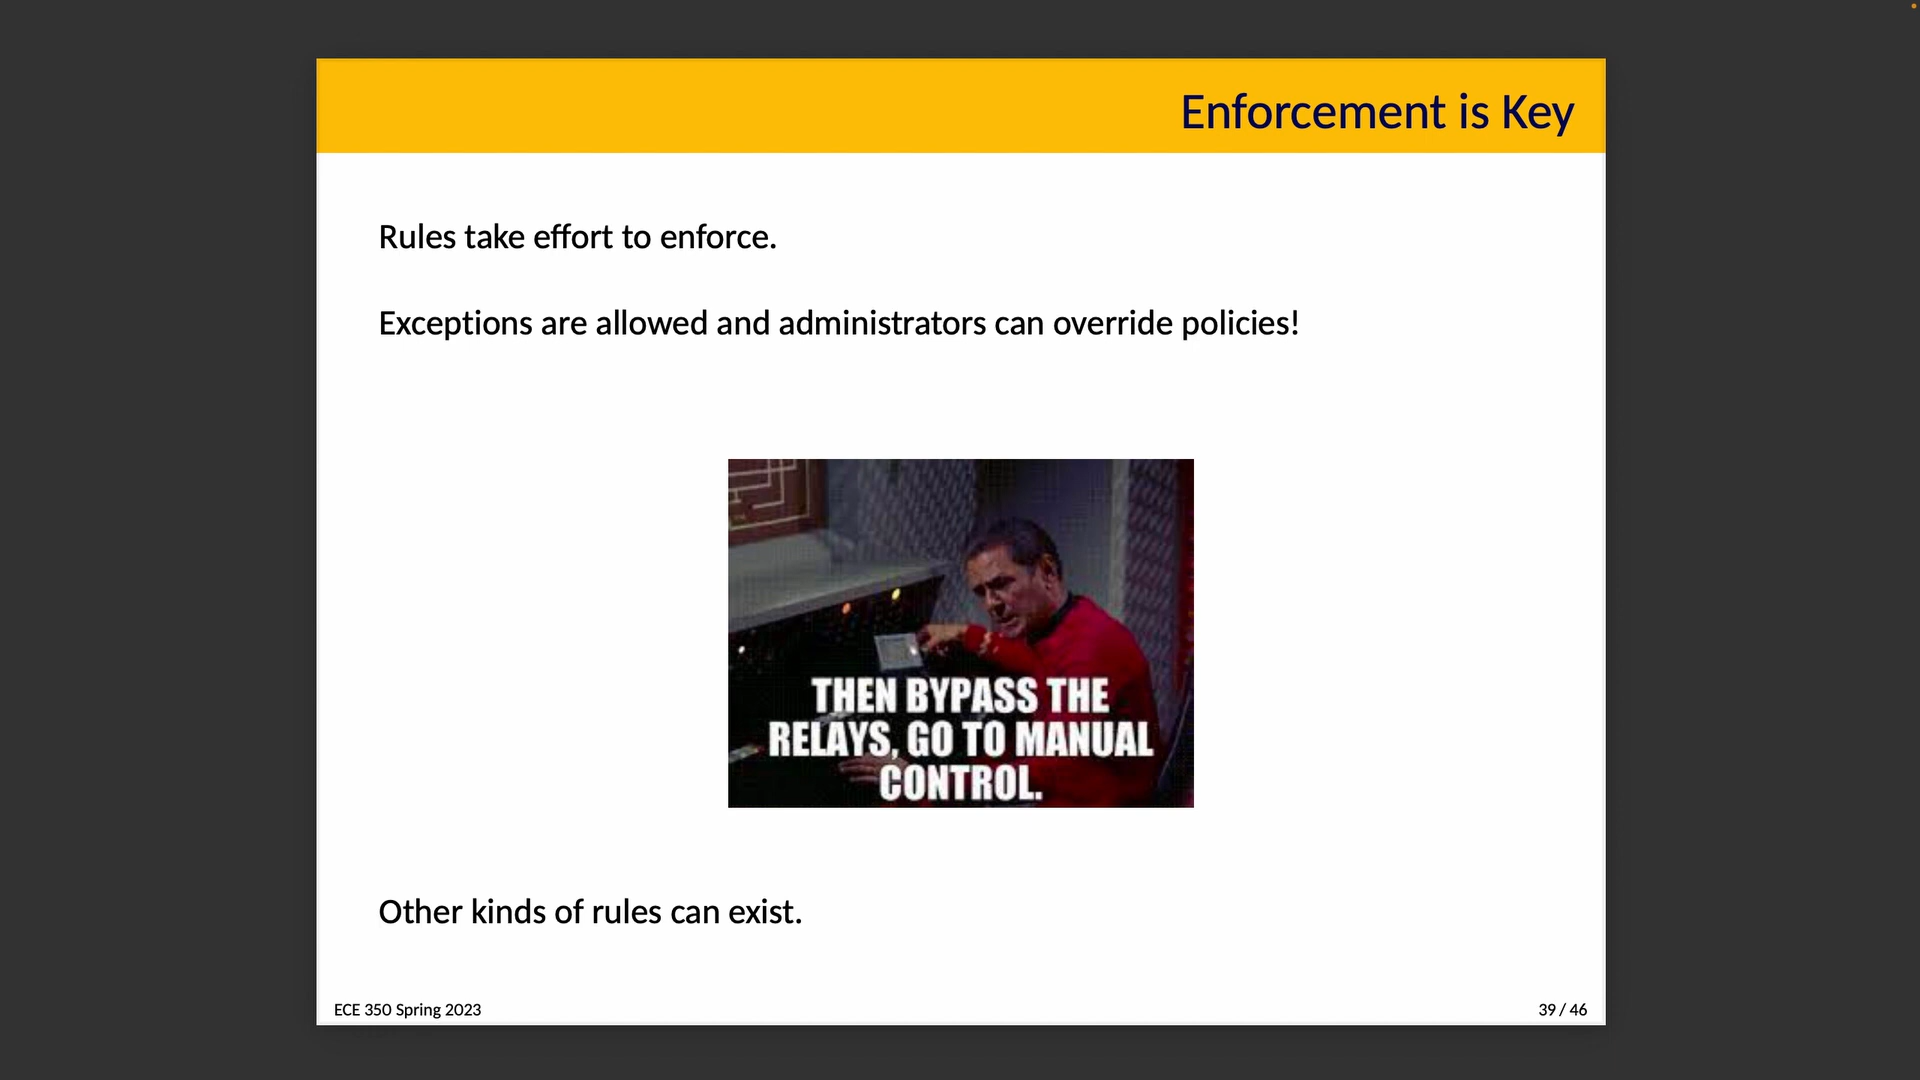 Enforcement is Key
Rules take effort to enforce.
Exceptions are allowed and administrators can override policies!
THEN BYPASS THE
RELAYS, GO TO MANUAL
CONTROL.
Other kinds of rules can exist.
ECE 350 Spring 2023
39 / 46